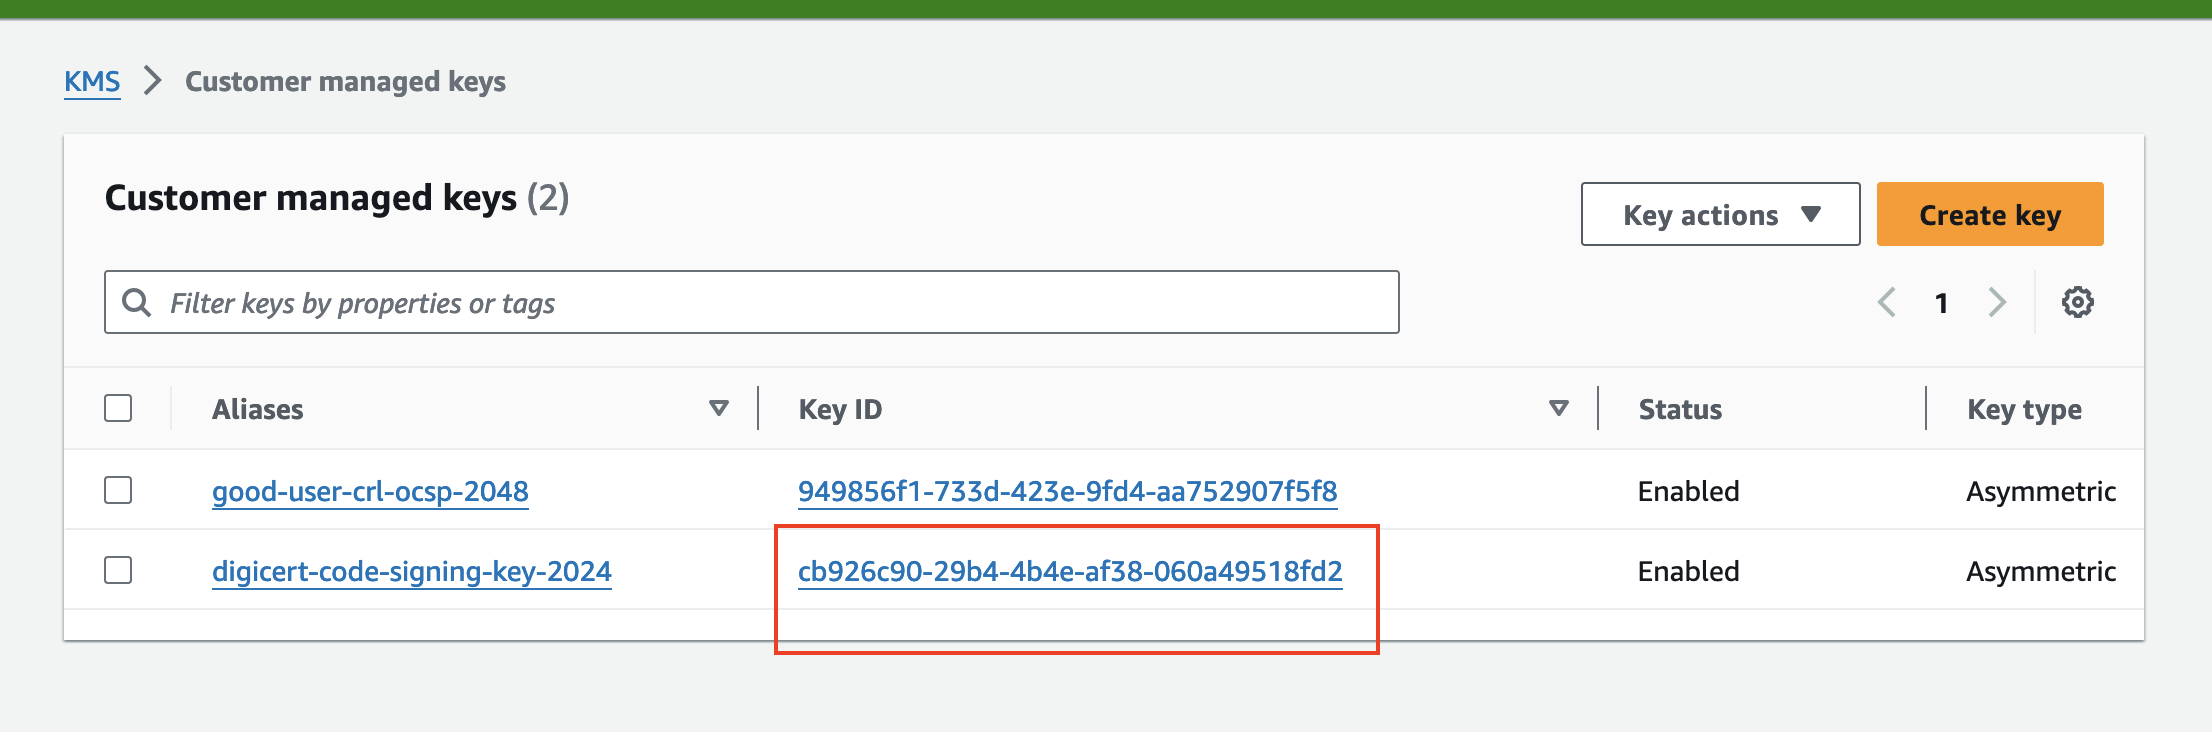 KMS > Customer managed keys
Customer managed keys (2)
Key actions
Create key
Filter keys by properties or tags
1
Aliases Key ID Status Key type
good-user-crl-ocsp-2048 949856f1-733d-423e-9fd4-aa752907f5f8 Enabled Asymmetric
digicert-code-signing-key-2024 cb926c90-29b4-4b4e-af38-060a49518fd2 Enabled Asymmetric